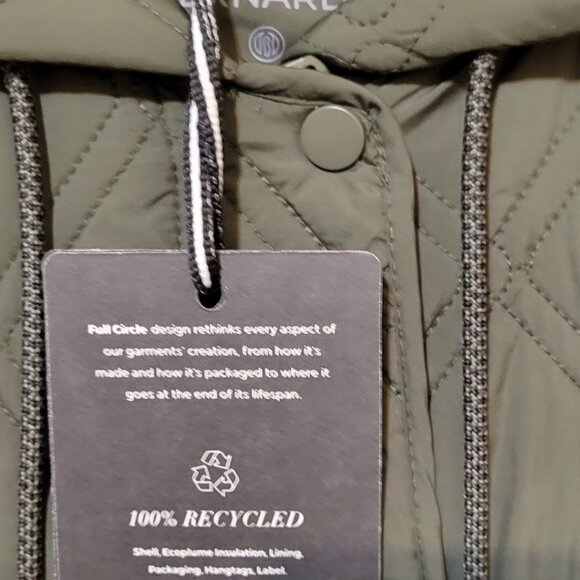 Full Circle design rethinks every aspect of
our garments' creation, from how it's
made and how it's packaged to where it
goes at the end of its lifespan.
100% RECYCLED
Shell, Ecoplume Insulation, Lining,
Packaging, Hangtags, Label.